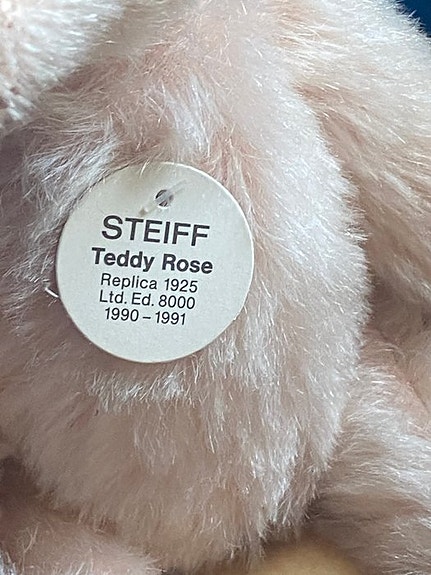 STEIFF
Teddy Rose
Replica 1925
Ltd. Ed. 8000
1990 – 1991